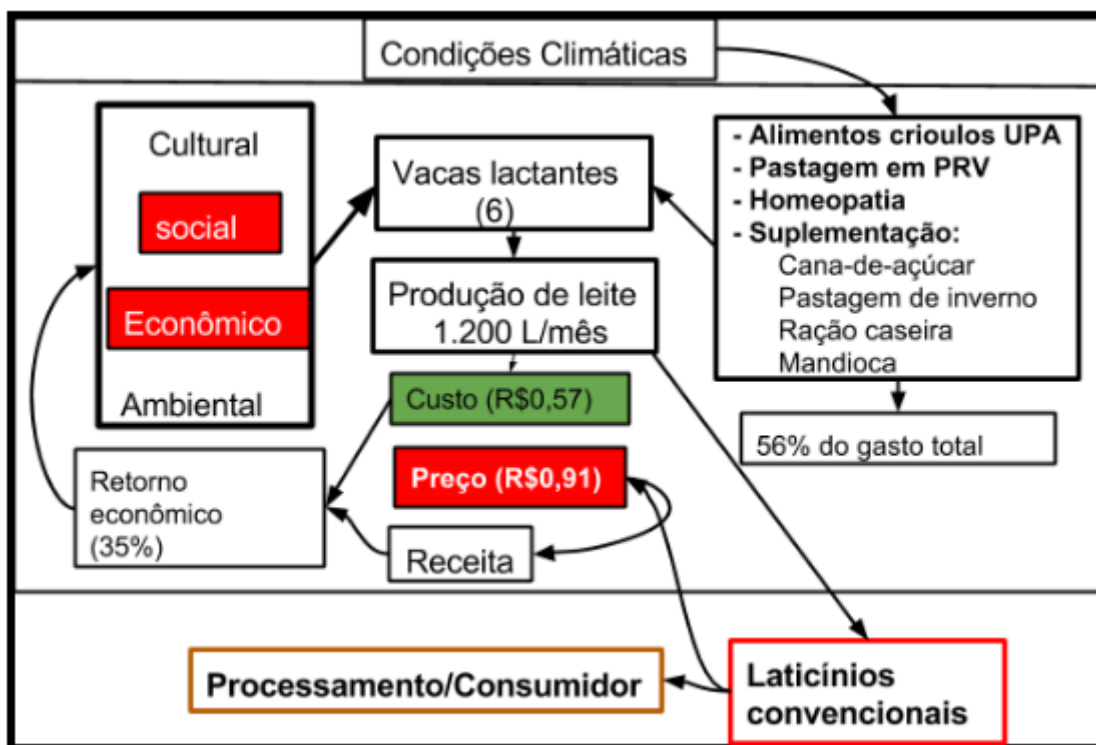 Condições Climáticas
Cultural
social
Econômico
Ambiental
Vacas lactantes
(6)
Produção de leite
1.200 L/mês
Custo (R$0,57)
Preço (R$0,91)
Receita
Retorno
econômico
(35%)
- Alimentos crioulos UPA
- Pastagem em PRV
- Homeopatia
- Suplementação:
Cana-de-açúcar
Pastagem de inverno
Ração caseira
Mandioca
56% do gasto total
Processamento/Consumidor
Laticínios
convencionais